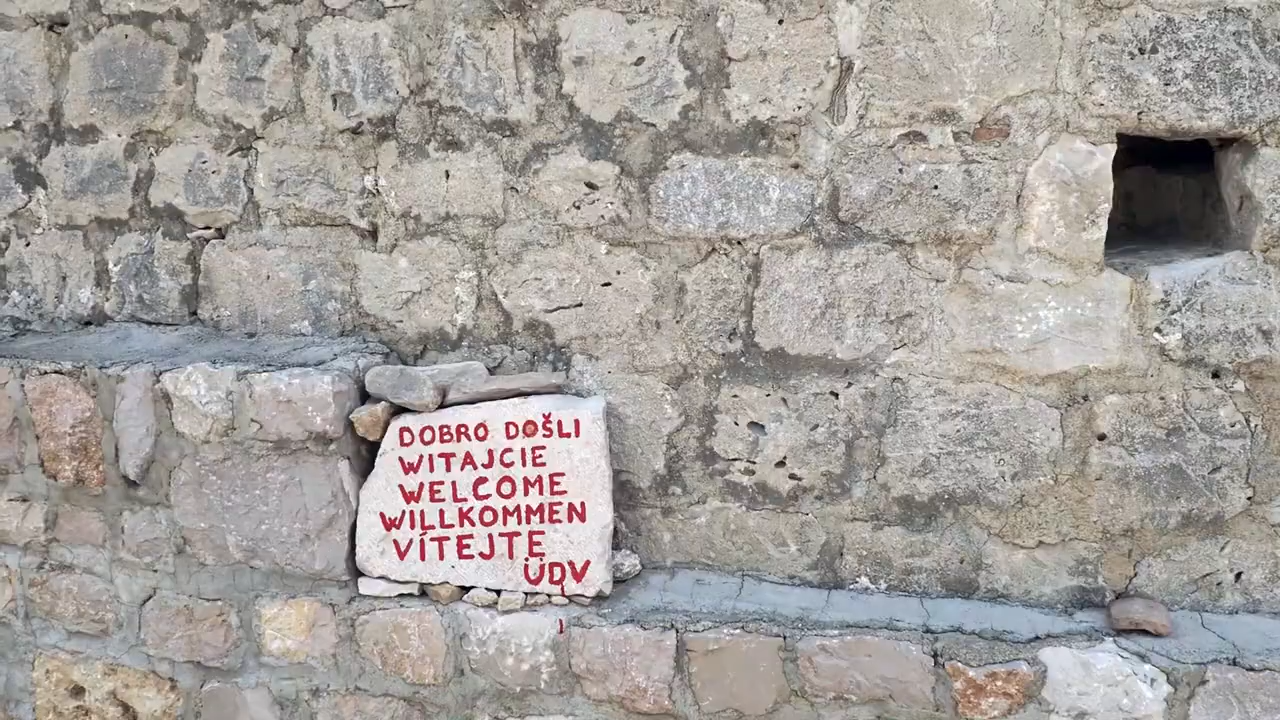 DOBRO DOŠLI
WITAJCIE
WELCOME
WILLKOMMEN
VÍTEJTE
ÜDV